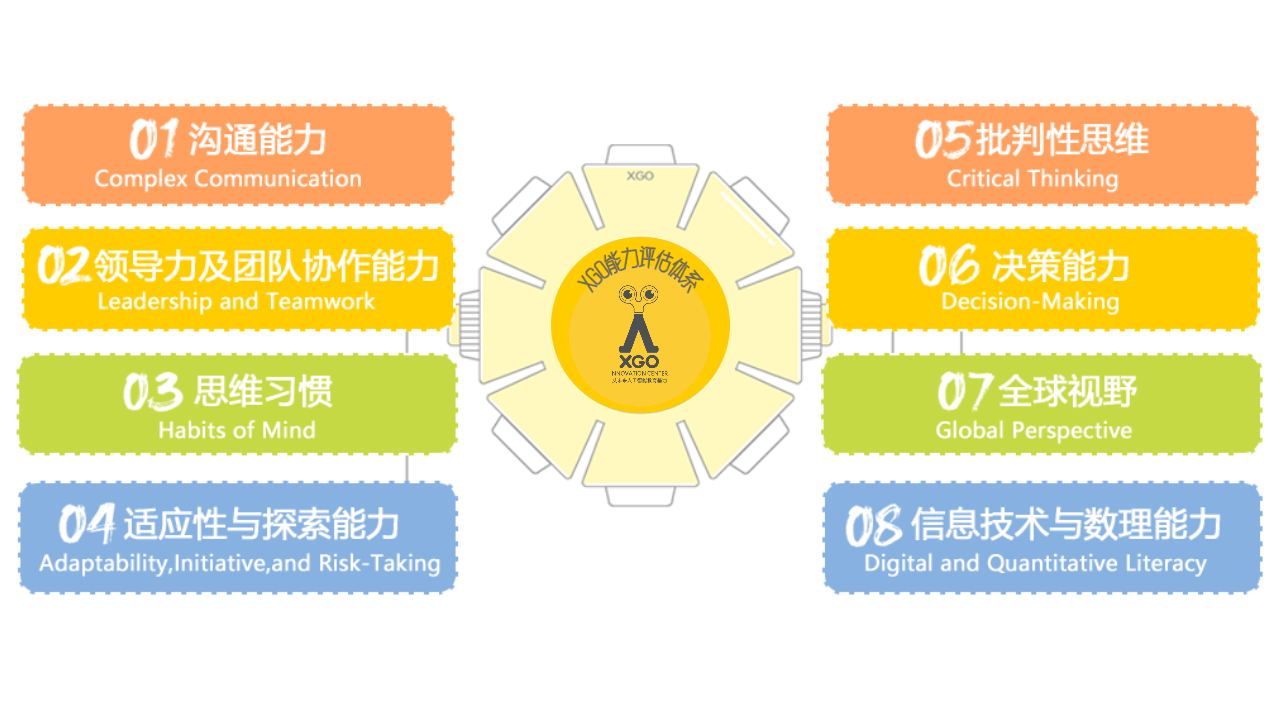 01 沟通能力
Complex Communication
02 领导力及团队协作能力
Leadership and Teamwork
03 思维习惯
Habits of Mind
04 适应性与探索能力
Adaptability,Initiative,and Risk-Taking
XGO
XGO能力评估体系
XGO
INNOVATION CENTER
05 批判性思维
Critical Thinking
06 决策能力
Decision-Making
07 全球视野
Global Perspective
08 信息技术与数理能力
Digital and Quantitative Literacy